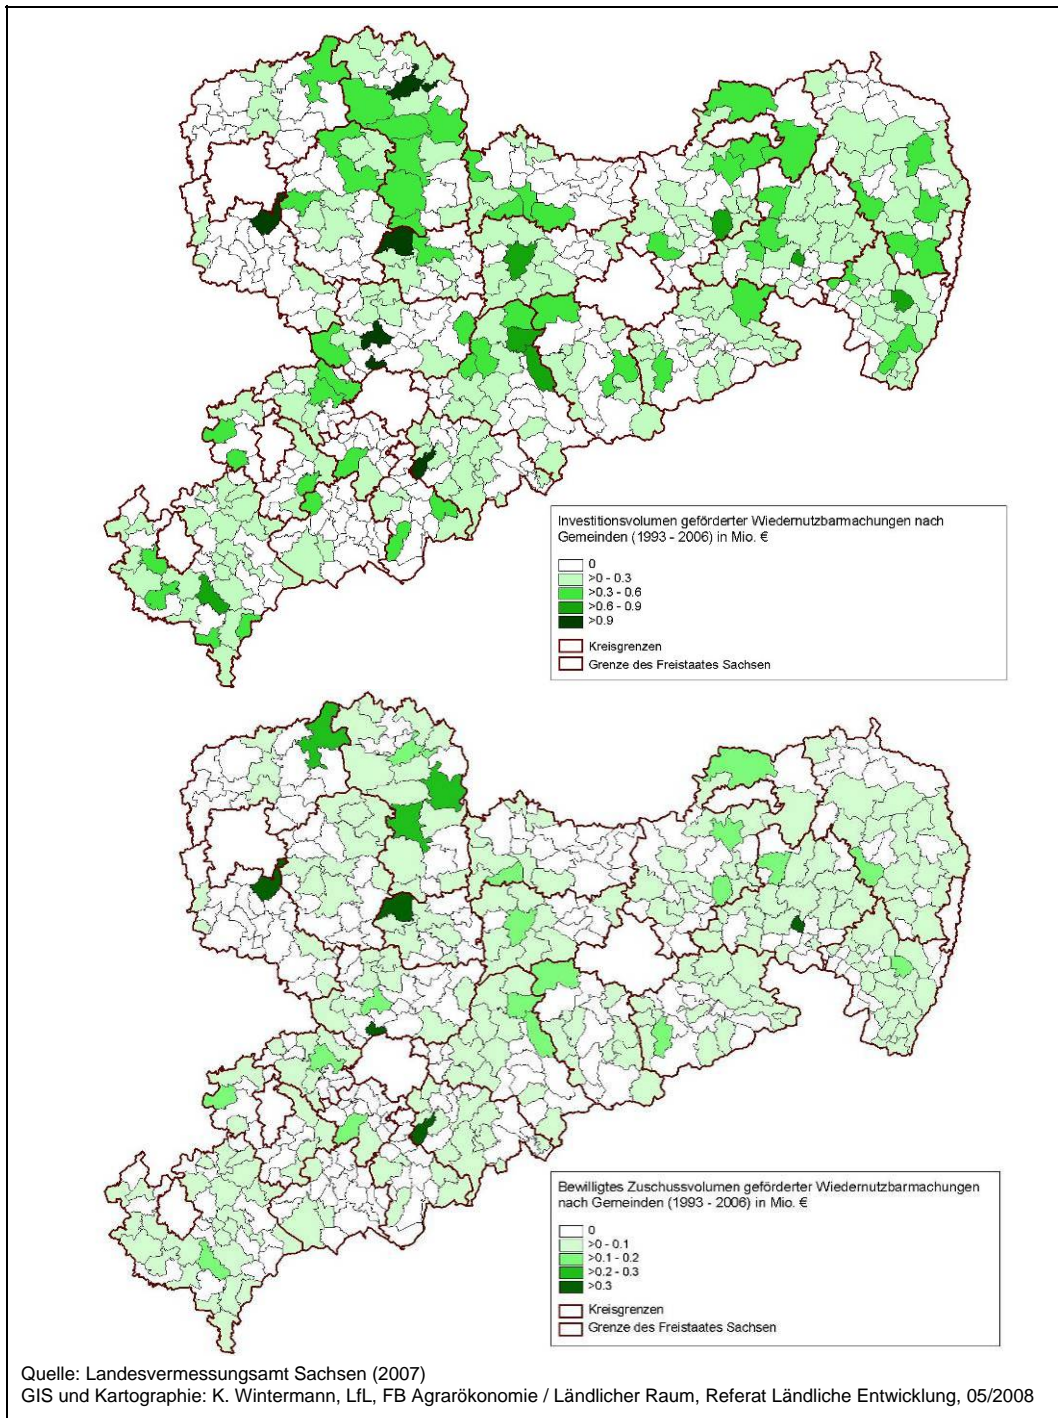 Investitionsvolumen geförderter Wiedernutzbarmachungen nach
Gemeinden (1993 - 2006) in Mio. €
0
>0 - 0.3
>0.3 - 0.6
>0.6 - 0.9
>0.9
Kreisgrenzen
Grenze des Freistaates Sachsen
Bewilligtes Zuschussvolumen geförderter Wiedernutzbarmachungen
nach Gemeinden (1993 - 2006) in Mio. €
0
>0 - 0.1
>0.1 - 0.2
>0.2 - 0.3
>0.3
Kreisgrenzen
Grenze des Freistaates Sachsen
Quelle: Landesvermessungsamt Sachsen (2007)
GIS und Kartographie: K. Wintermann, LfL, FB Agrarökonomie / Ländlicher Raum, Referat Ländliche Entwicklung, 05/2008